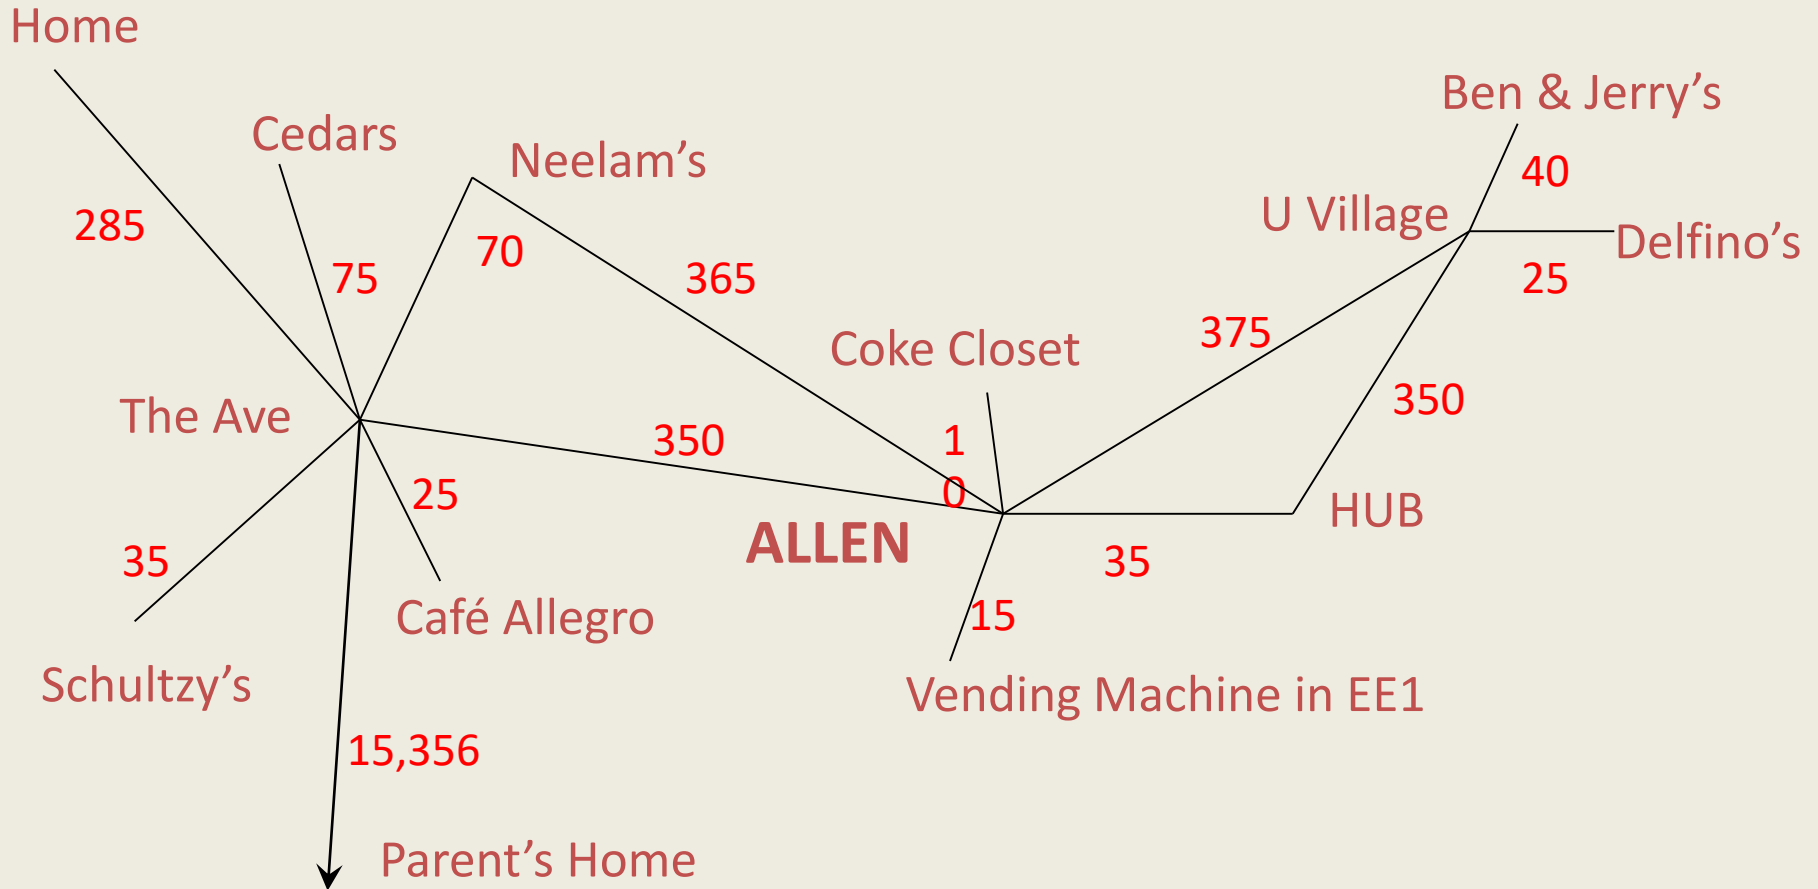 Home
Ben & Jerry’s
Cedars
Neelam’s
40
U Village
285
70
Delfino’s
75
365
25
375
Coke Closet
350
The Ave
350
1
0
25
HUB
ALLEN
35
35
15
Café Allegro
Schultzy’s
Vending Machine in EE1
15,356
Parent’s Home